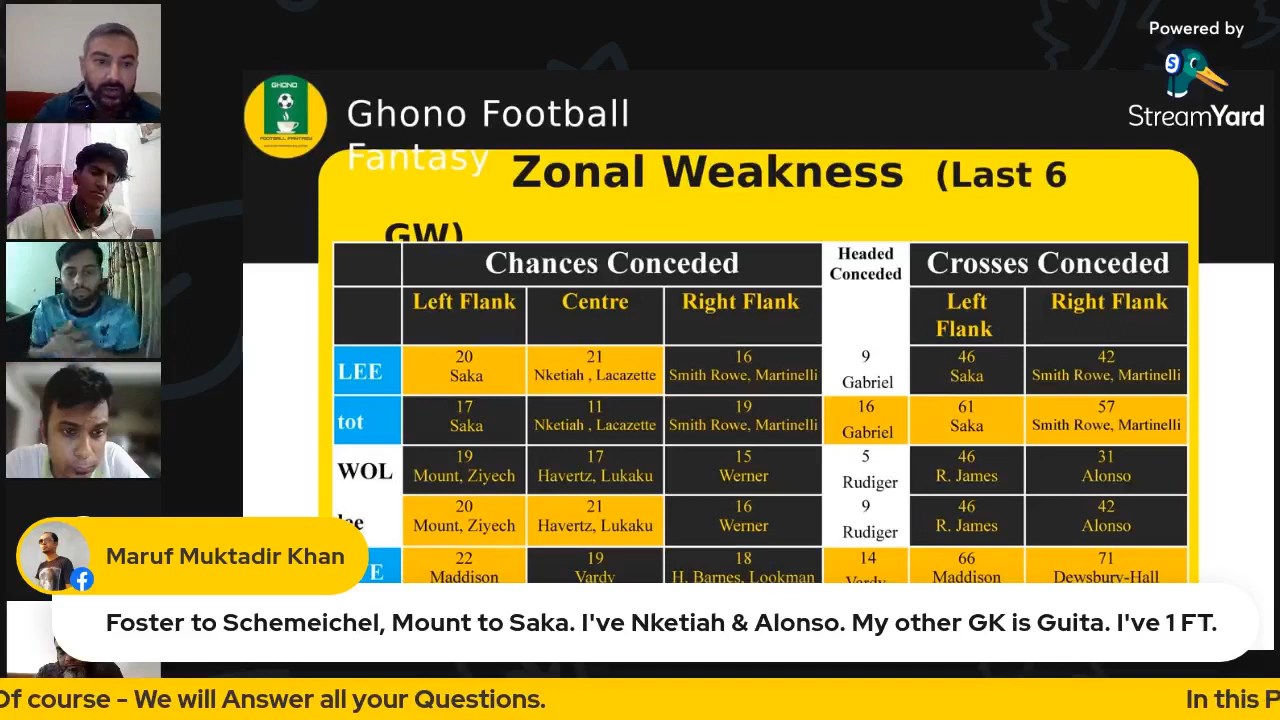 Powered by
S
StreamYard
GHONO
FOOTBALL FANTASY
Ghono Football
Fantasy
Zonal Weakness (Last 6
GW)
Chances Conceded
Headed
Conceded
Crosses Conceded
Left Flank Centre Right Flank Left
Flank Right Flank
LEE 20 21 16 9 46 42
Saka Nketiah , Lacazette Smith Rowe, Martinelli Gabriel Saka Smith Rowe, Martinelli
tot 17 11 19 16 61 57
Saka Nketiah , Lacazette Smith Rowe, Martinelli Gabriel Saka Smith Rowe, Martinelli
WOL 19 17 15 5 46 31
Mount, Ziyech Havertz, Lukaku Werner Rudiger R. James Alonso
20 21 16 9 46 42
Mount, Ziyech Havertz, Lukaku Werner Rudiger R. James Alonso
22 19 18 14 66 71
Maddison Vardy H. Barnes, Lookman Vardy Maddison Dewsbury-Hall
Maruf Muktadir Khan
Foster to Schemeichel, Mount to Saka. I've Nketiah & Alonso. My other GK is Guita. I've 1 FT.
Of course - We will Answer all your Questions. In this P